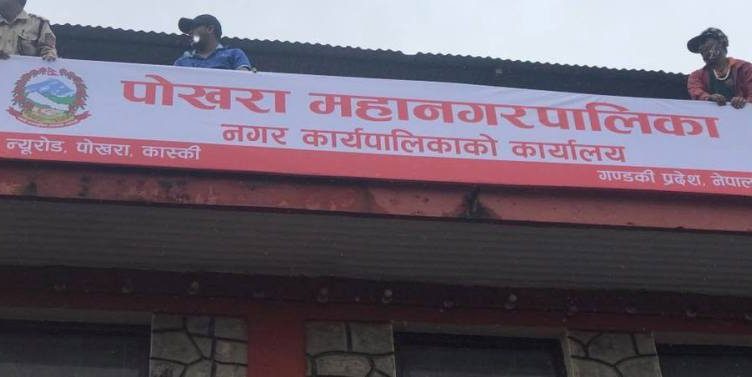 पोखरा महानगरपालिका
नगर कार्यपालिकाको कार्यालय
न्यूरोड, पोखरा, कास्की
गण्डकी प्रदेश, नेपाल